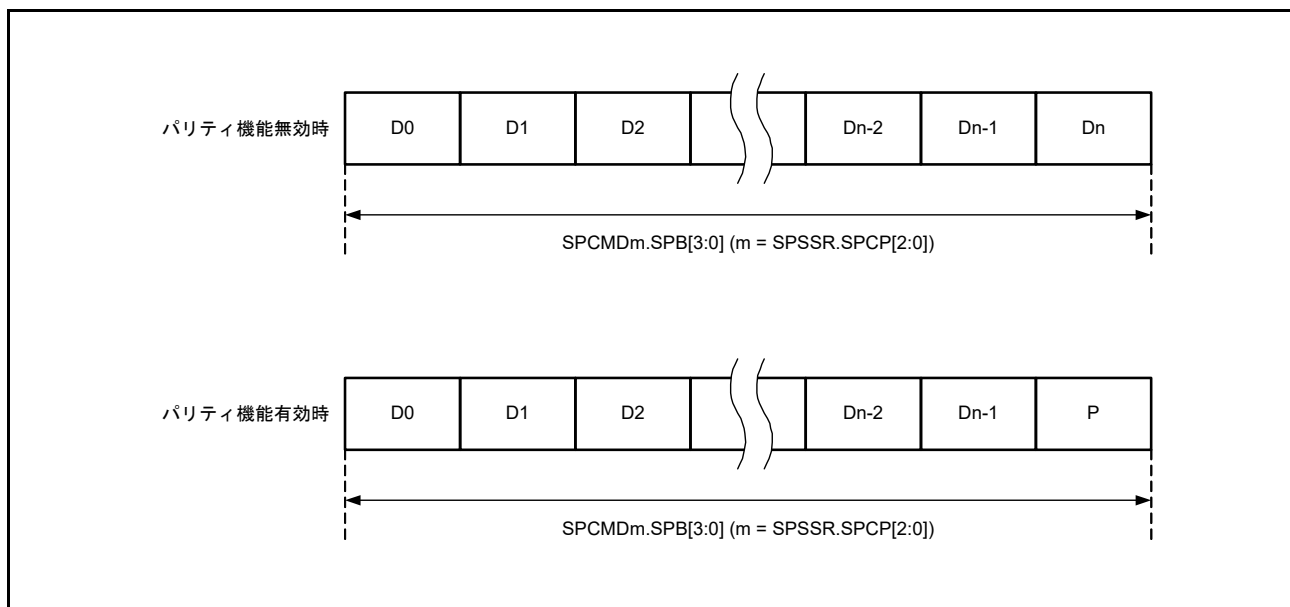 パリティ機能無効時 D0 D1 D2 Dn-2 Dn-1 Dn
SPCMDm.SPB[3:0] (m = SPSSR.SPCP[2:0])
パリティ機能有効時 D0 D1 D2 Dn-2 Dn-1 P
SPCMDm.SPB[3:0] (m = SPSSR.SPCP[2:0])